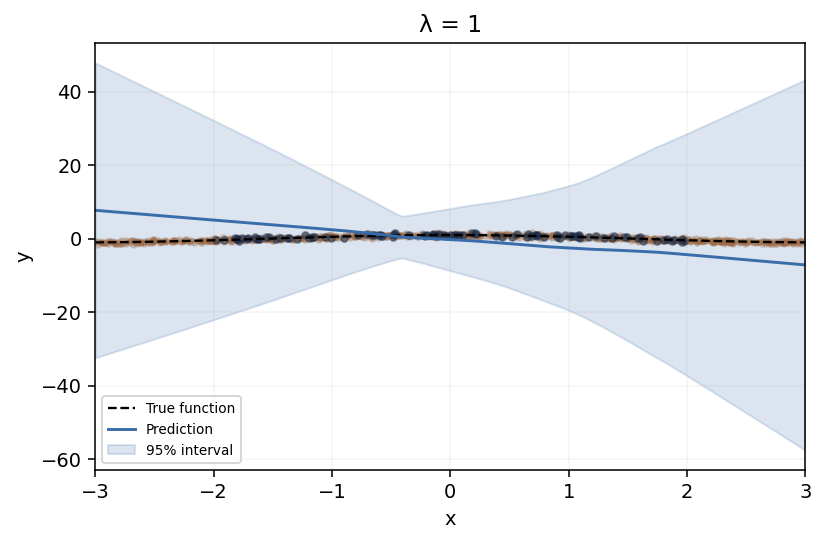 λ = 1
y
40
20
0
−20
−40
−60
True function
Prediction
95% interval
−3
−2
−1
0
1
2
3
x